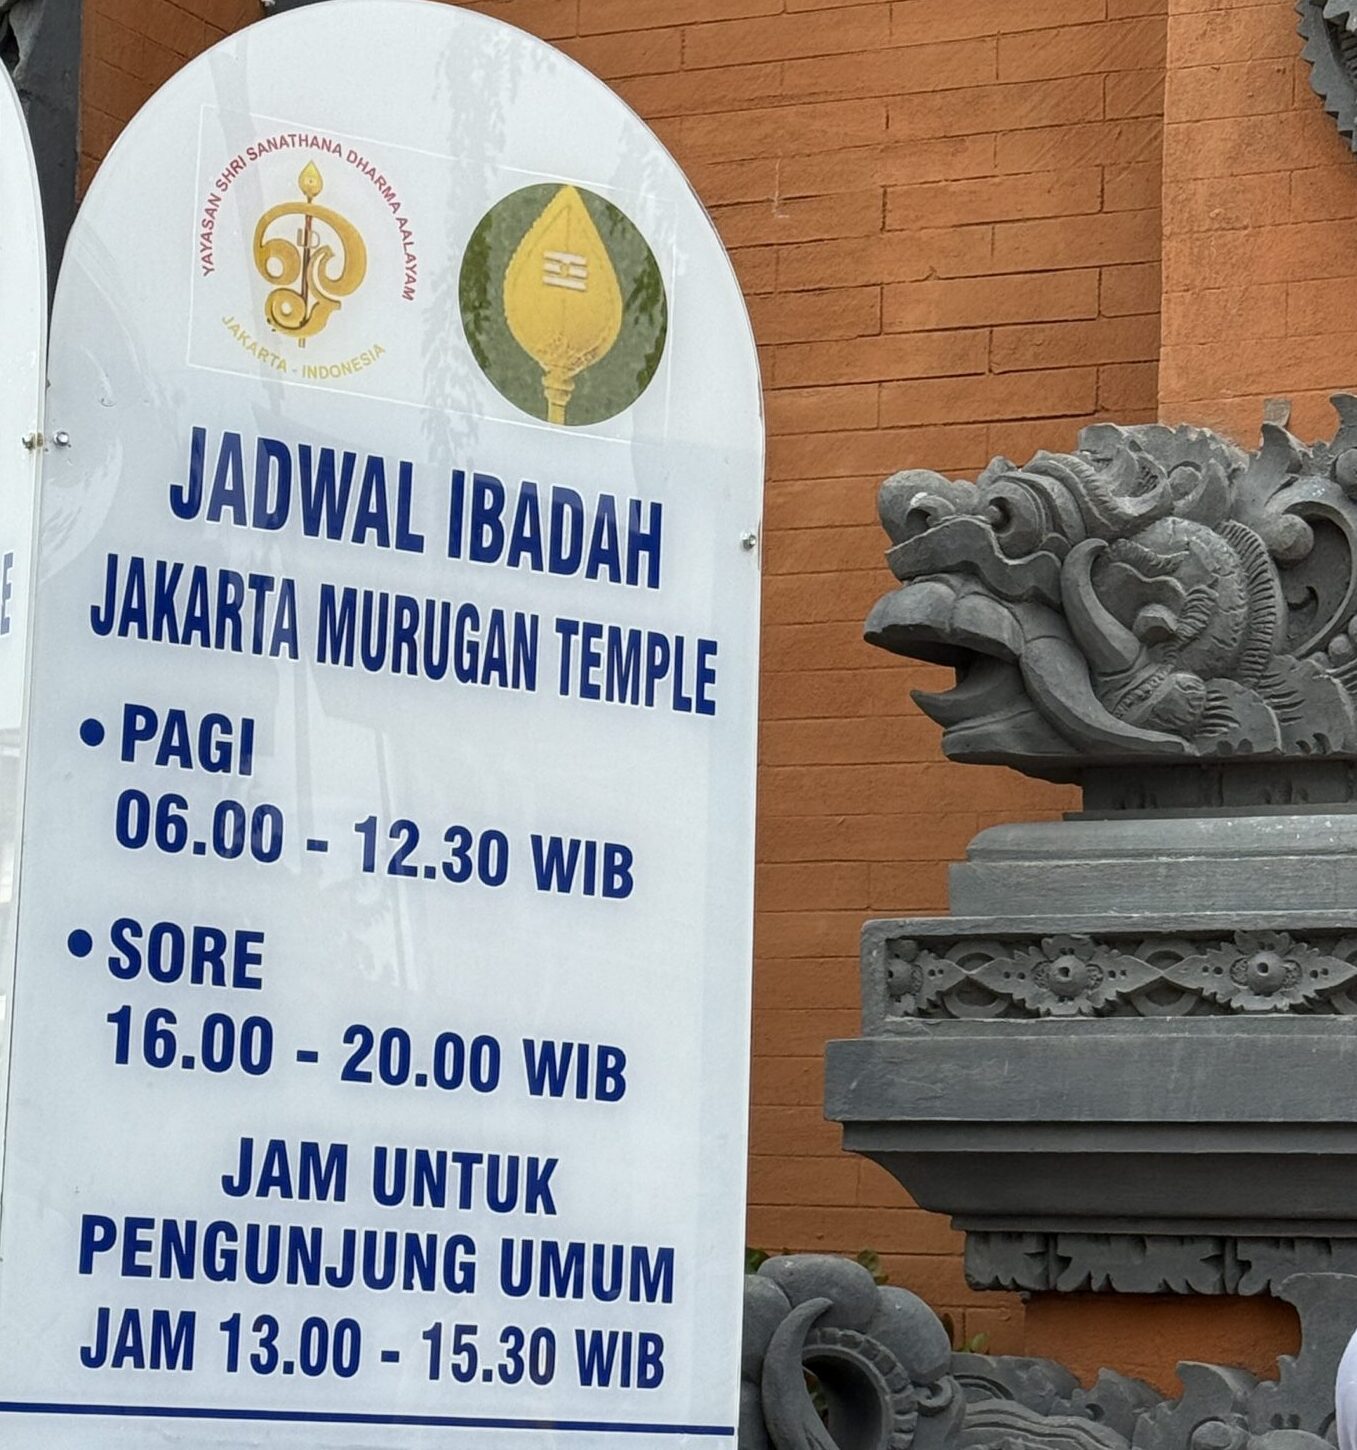 YAYASAN SHRI SANATHANA DHARMA AALAYAM
JAKARTA - INDONESIA
JADWAL IBADAH
JAKARTA MURUGAN TEMPLE
• PAGI
06.00 - 12.30 WIB
• SORE
16.00 - 20.00 WIB
JAM UNTUK
PENGUNJUNG UMUM
JAM 13.00 - 15.30 WIB
E